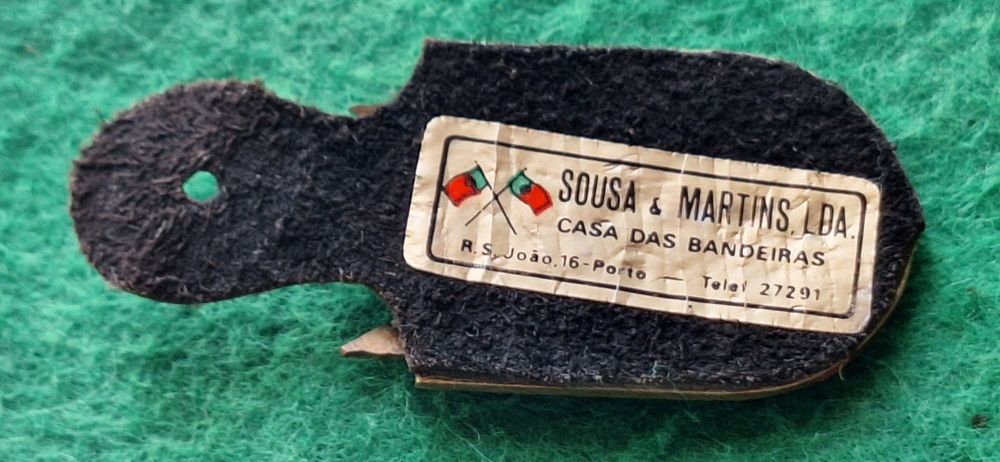 SOUSA & MARTINS, LDA.
CASA DAS BANDEIRAS
R. S. João, 16-Porto — Telef 27291